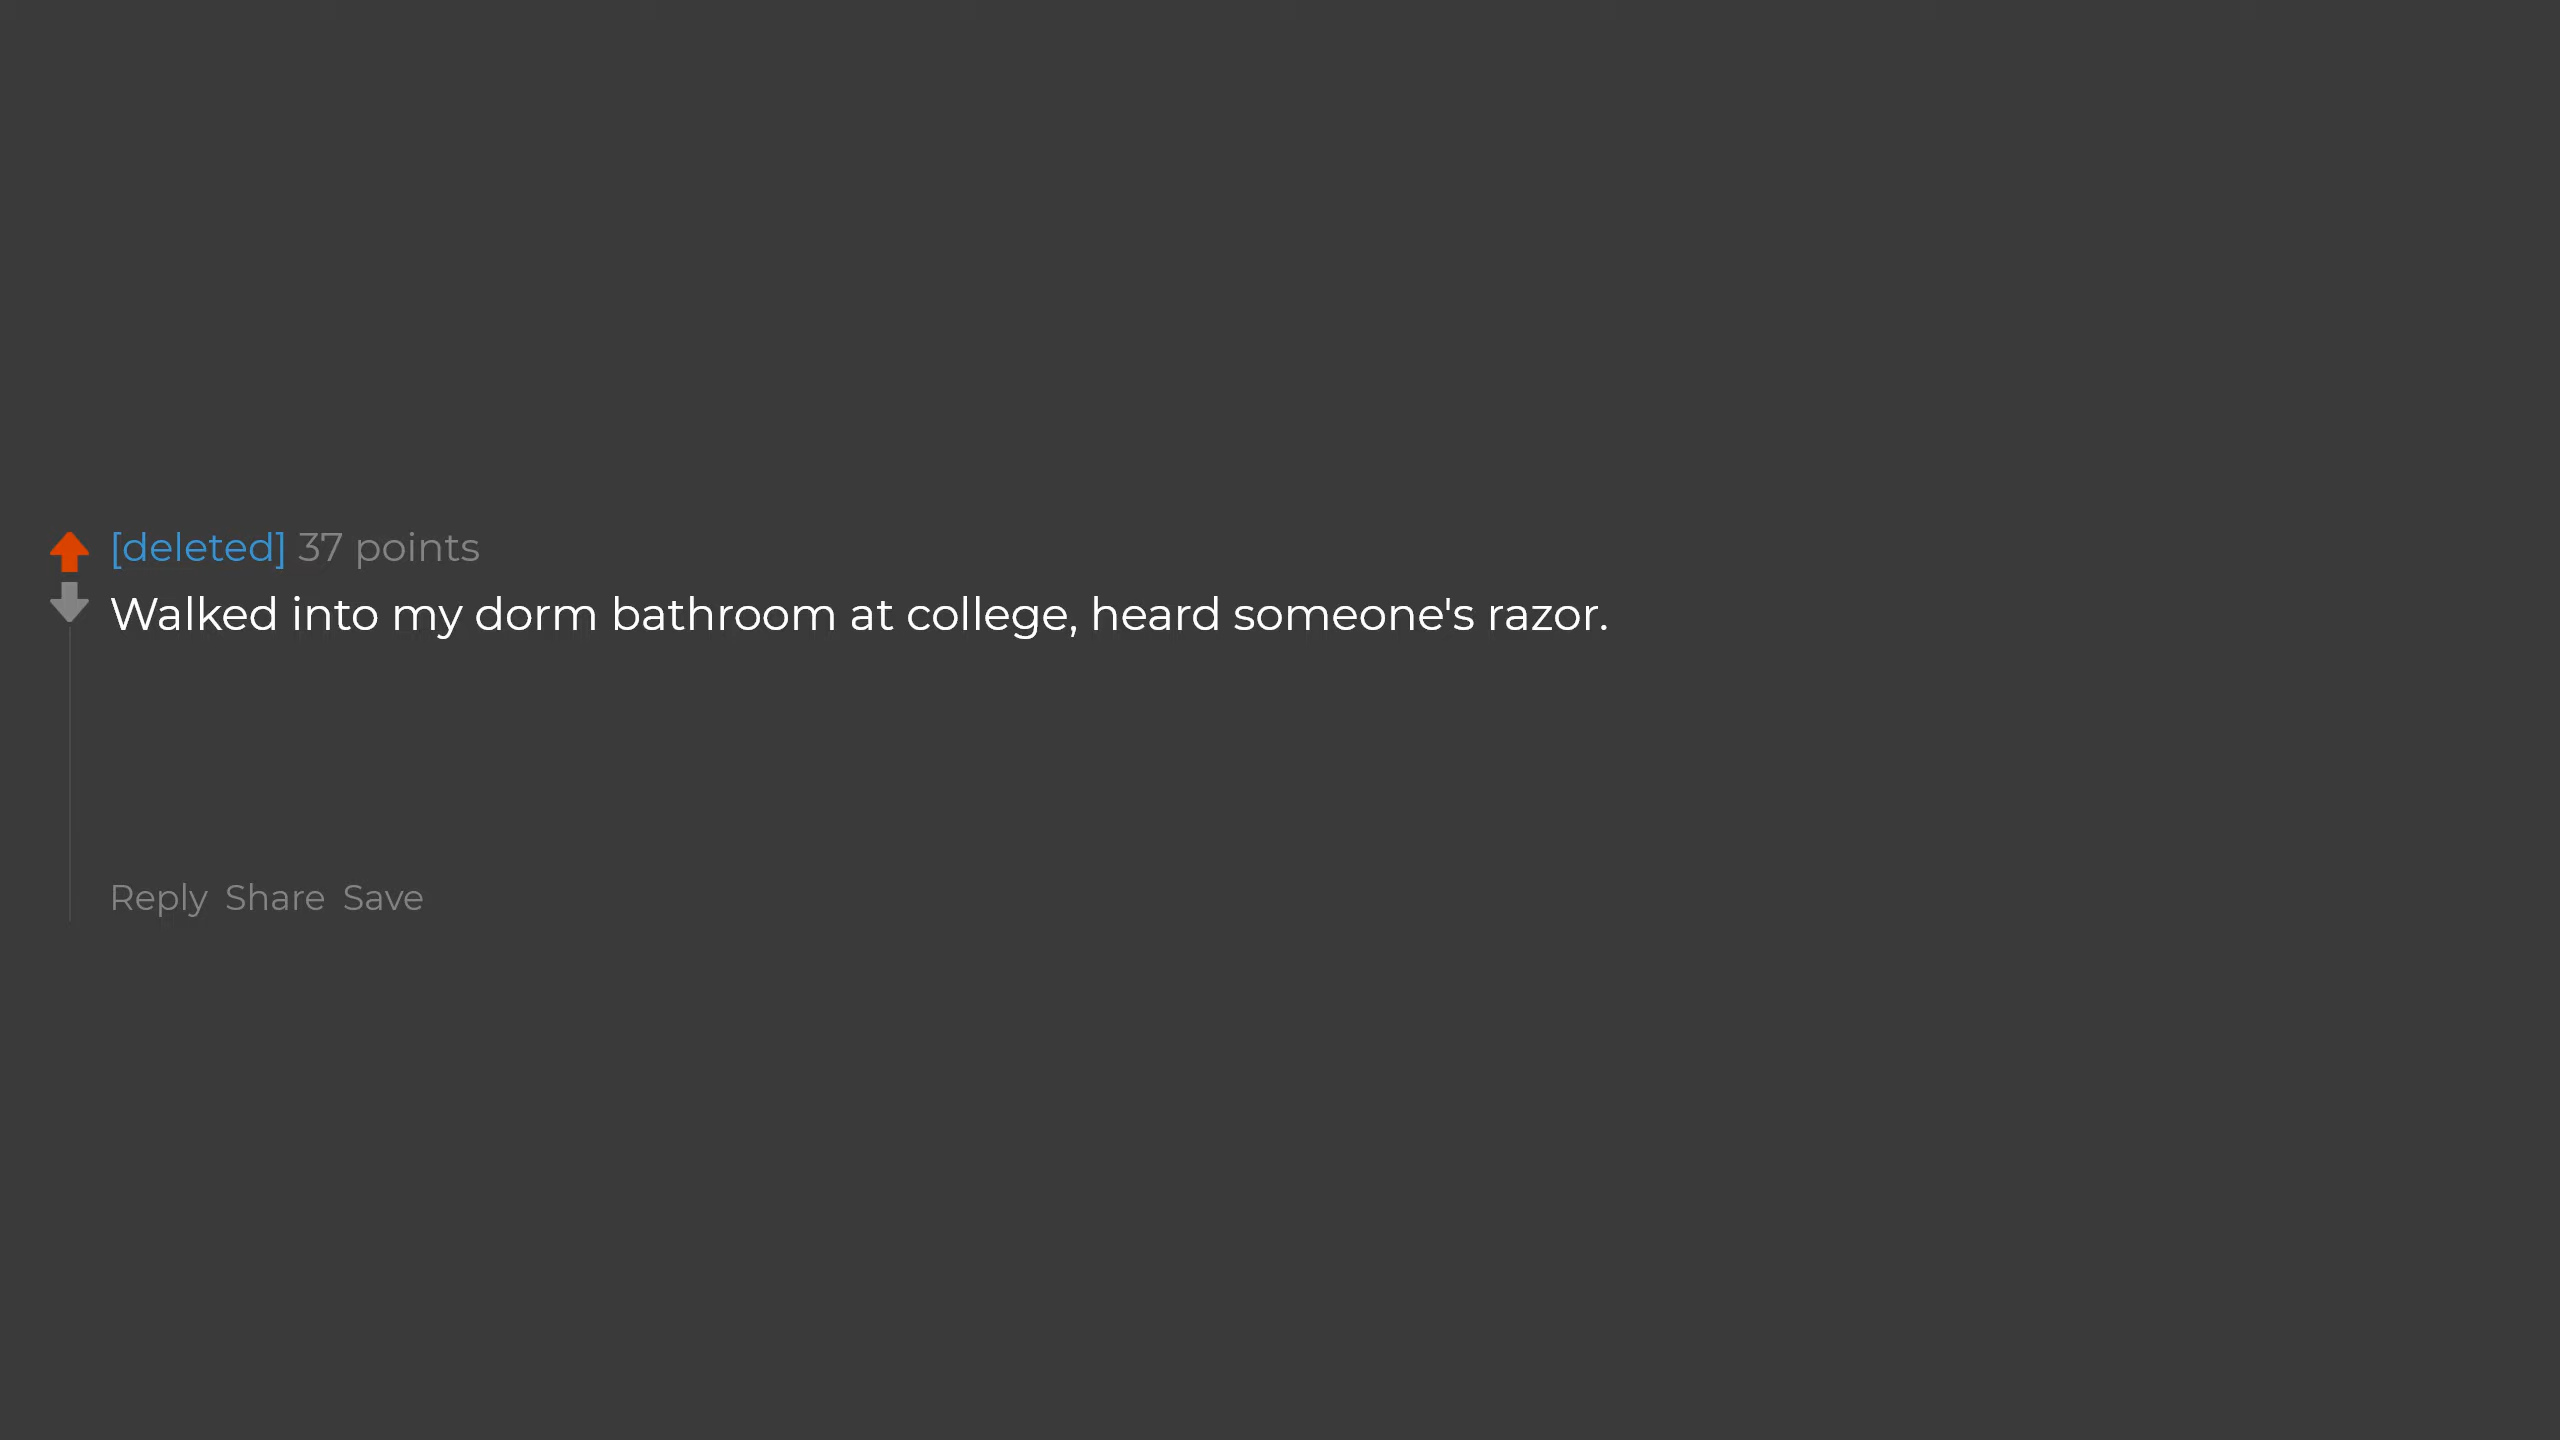 [deleted] 37 points
Walked into my dorm bathroom at college, heard someone's razor.
Reply Share Save